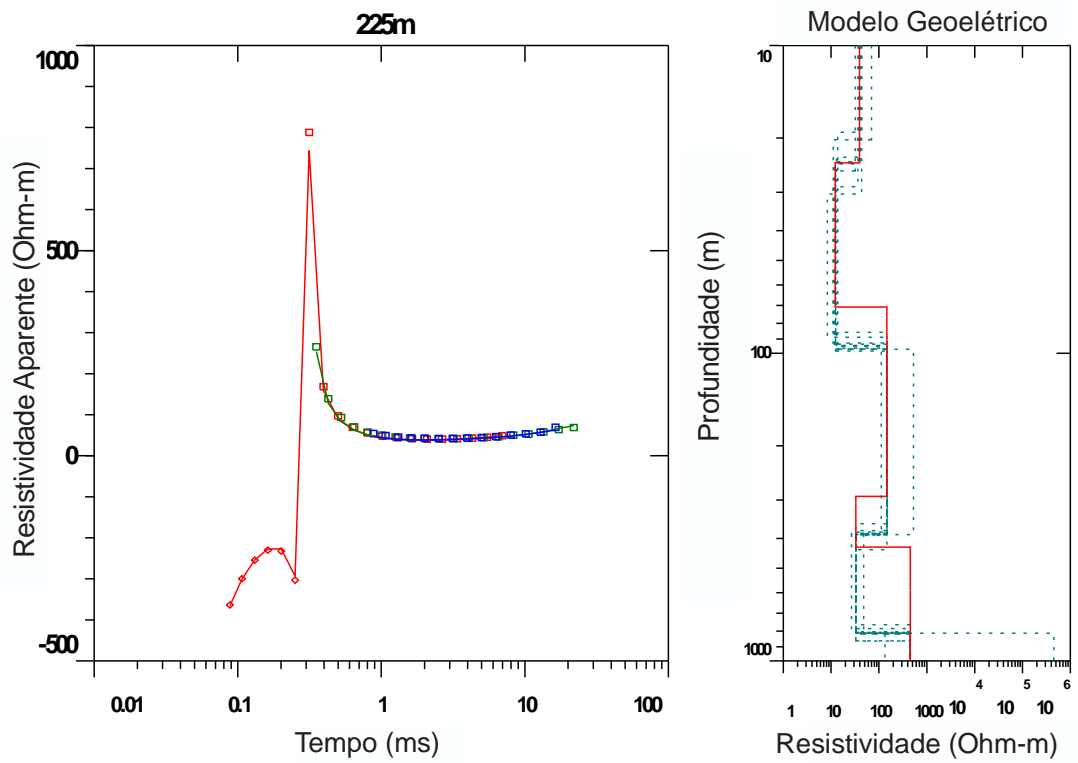 225m
1000
500
0
-500
Resistividade Aparente (Ohm-m)
0.01 0.1 1 10 100
Tempo (ms)
Modelo Geoelétrico
10
100
1000
Profundidade (m)
1 10 100 1000 10 4 10 5 10 6
Resistividade (Ohm-m)